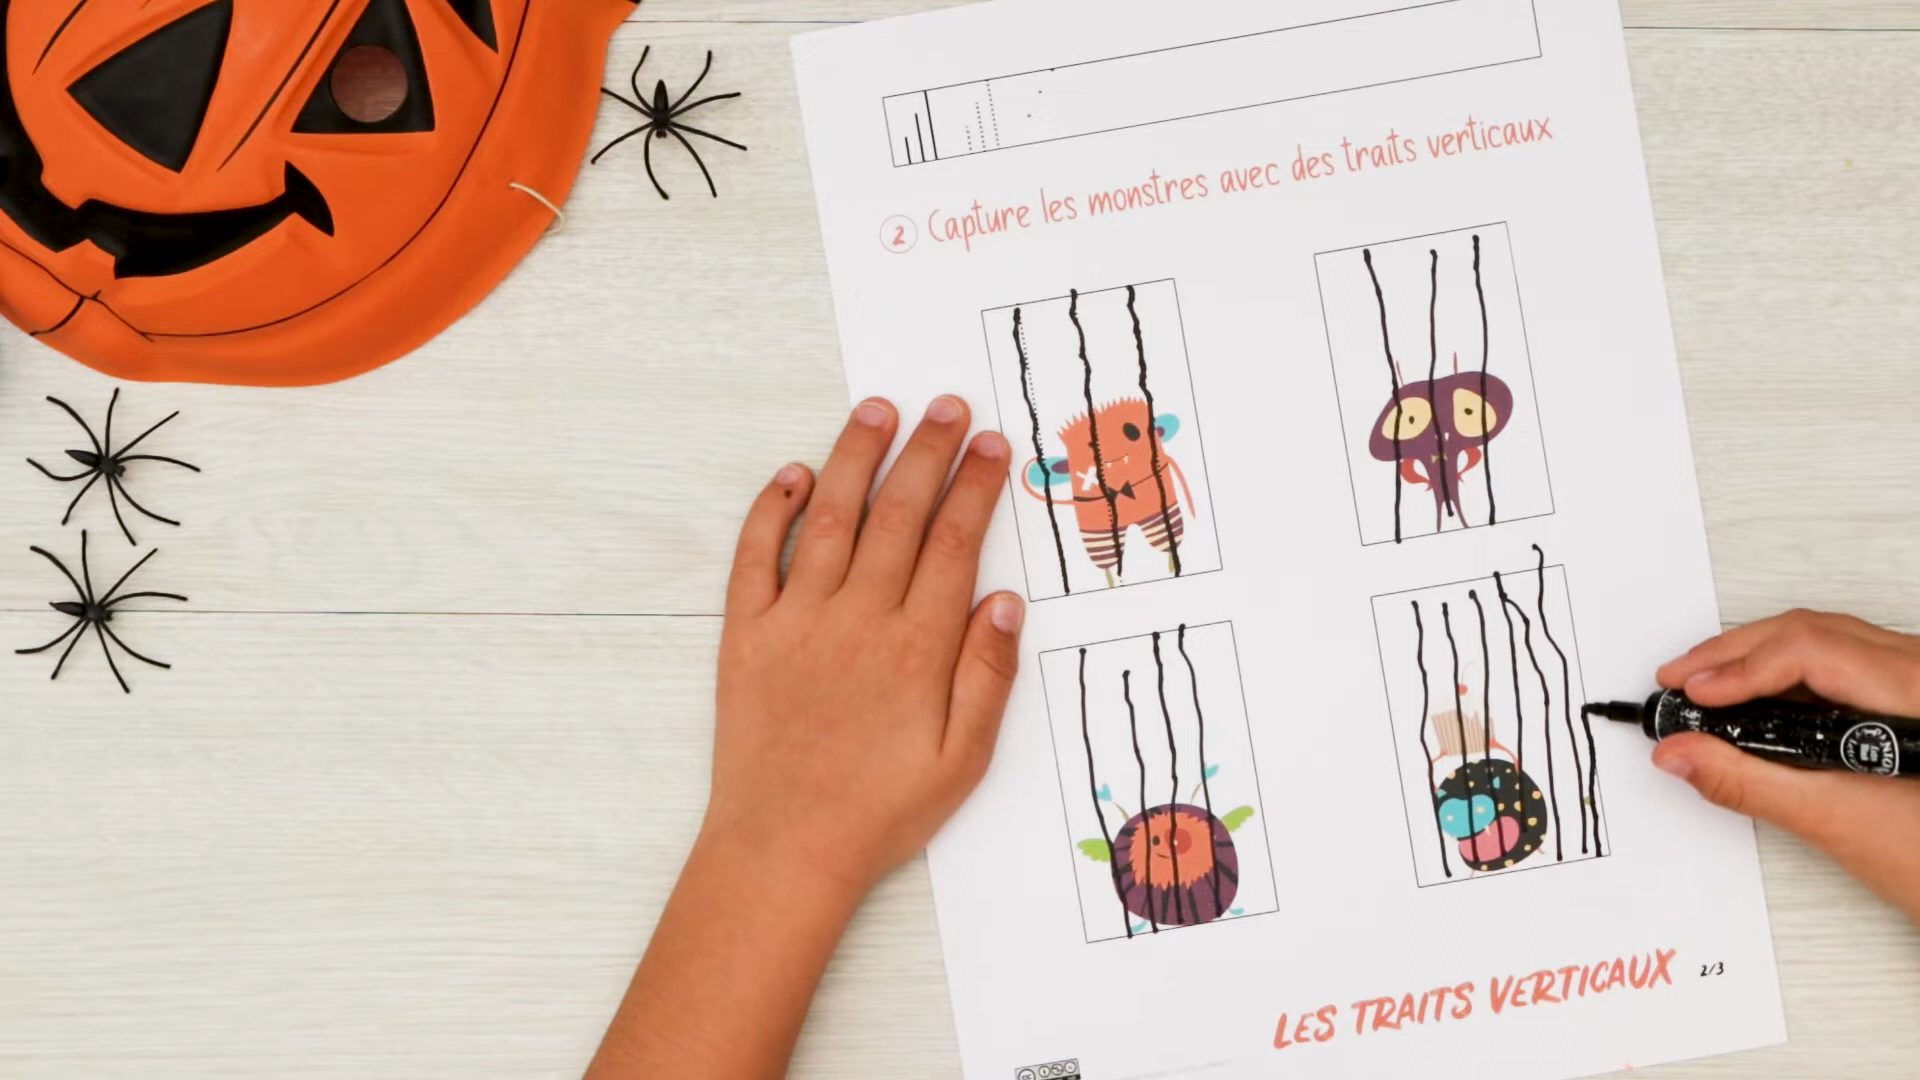 2 Capture les monstres avec des traits verticaux
LES TRAITS VERTICAUX
2/3